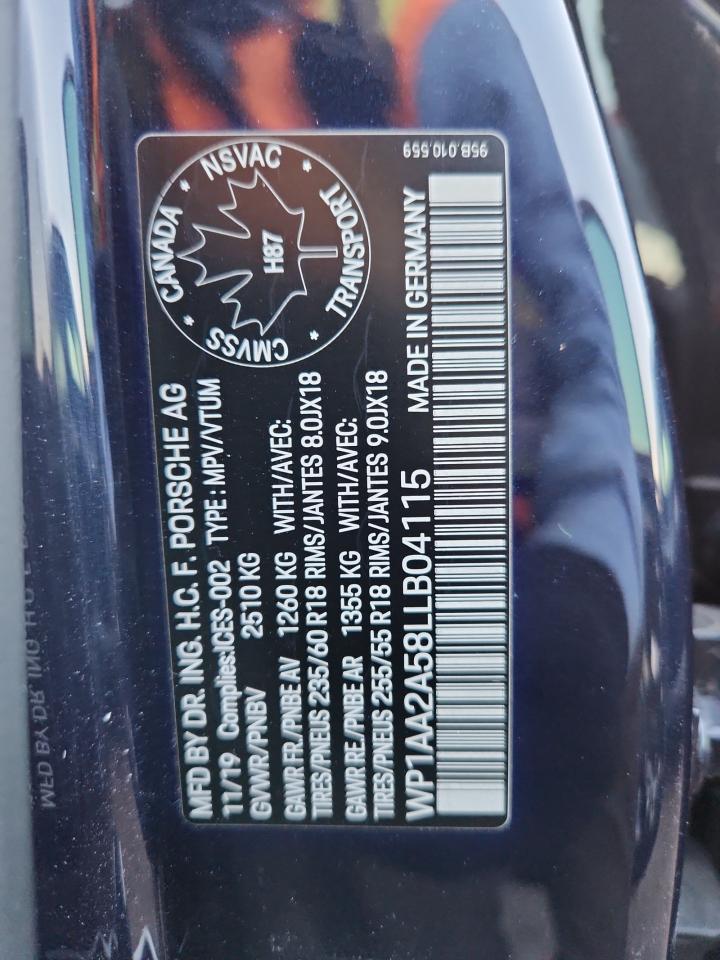 MFD BY DR. ING. H.C. F. PORSCHE AG
11/19 Complies:ICES-002 TYPE: MPV/VTUM
GVWR/PNBV 2510 KG
GAWR FR./PNBE AV 1260 KG WITH/AVEC:
TIRES/PNEUS 235/60 R18 RIMS/JANTES 8.0JX18
GAWR RE./PNBE AR 1355 KG WITH/AVEC:
TIRES/PNEUS 255/55 R18 RIMS/JANTES 9.0JX18
WP1AA2A58LLB04115 MADE IN GERMANY
CANADA * NSVAC * TRANSPORT * CMVSS *
H87
95B.010.559